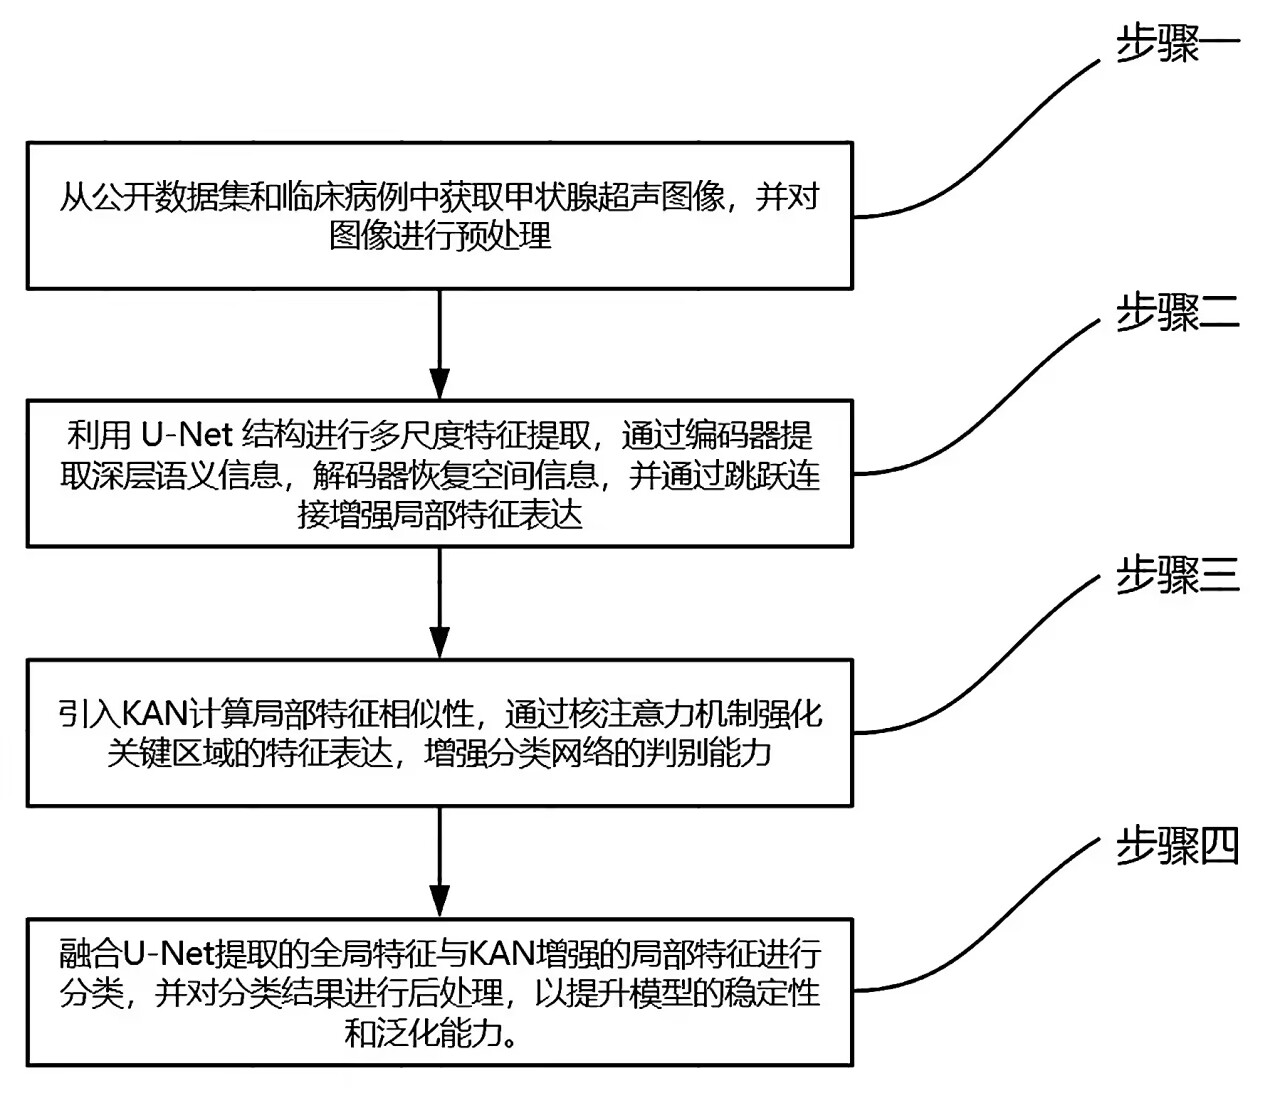 步骤一
从公开数据集和临床病例中获取甲状腺超声图像，并对
图像进行预处理
步骤二
利用 U-Net 结构进行多尺度特征提取，通过编码器提
取深层语义信息，解码器恢复空间信息，并通过跳跃连
接增强局部特征表达
步骤三
引入KAN计算局部特征相似性，通过核注意力机制强化
关键区域的特征表达，增强分类网络的判别能力
步骤四
融合U-Net提取的全局特征与KAN增强的局部特征进行
分类，并对分类结果进行后处理，以提升模型的稳定性
和泛化能力。